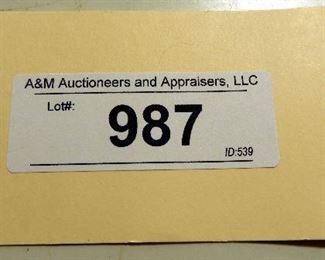 A&M Auctioneers and Appraisers, LLC
Lot#:
987
ID:539